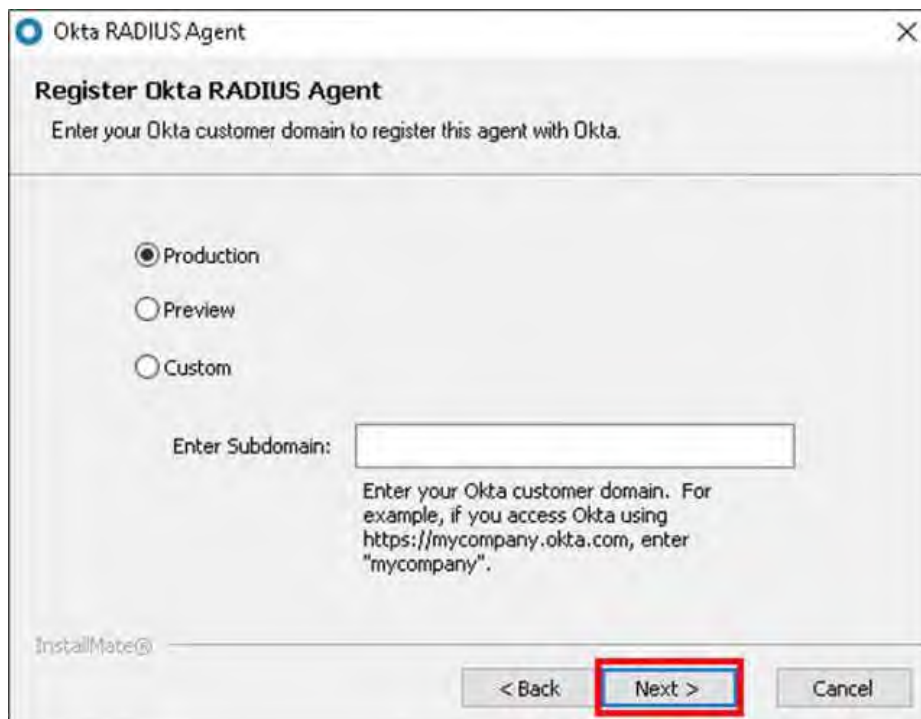 Okta RADIUS Agent
Register Okta RADIUS Agent
Enter your Okta customer domain to register this agent with Okta.
Production
Preview
Custom
Enter Subdomain:
Enter your Okta customer domain. For
example, if you access Okta using
https://mycompany.okta.com, enter
"mycompany".
InstallMate®
< Back Next > Cancel